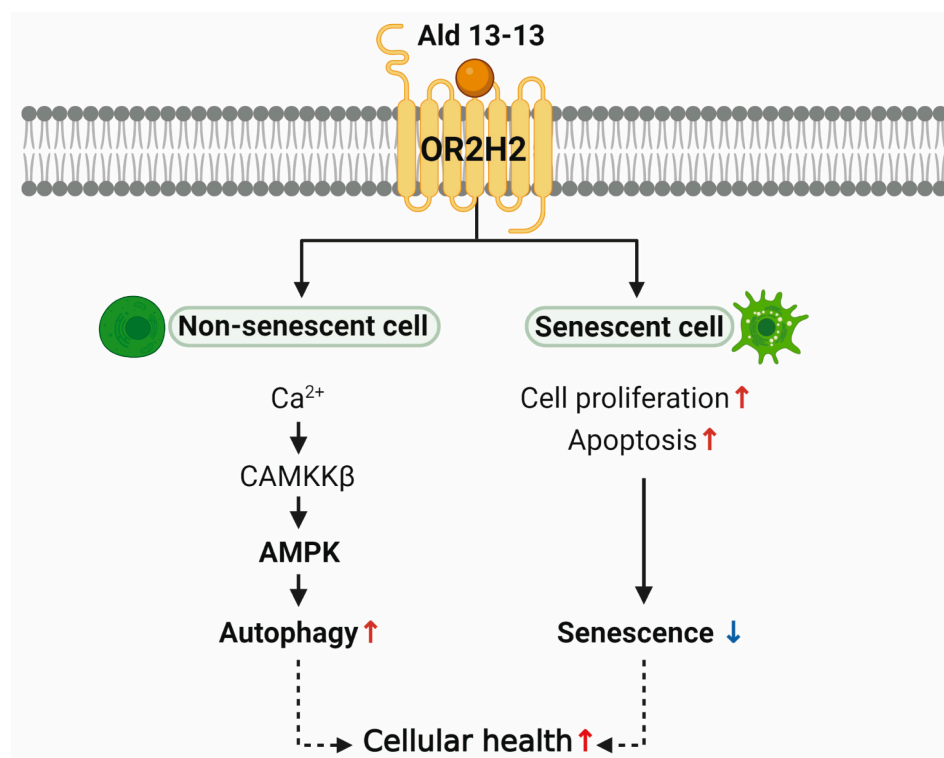 Ald 13-13
OR2H2
Non-senescent cell
Senescent cell
Ca²⁺
CAMKKβ
AMPK
Autophagy↑
Cell proliferation↑
Apoptosis↑
Senescence ↓
Cellular health↑